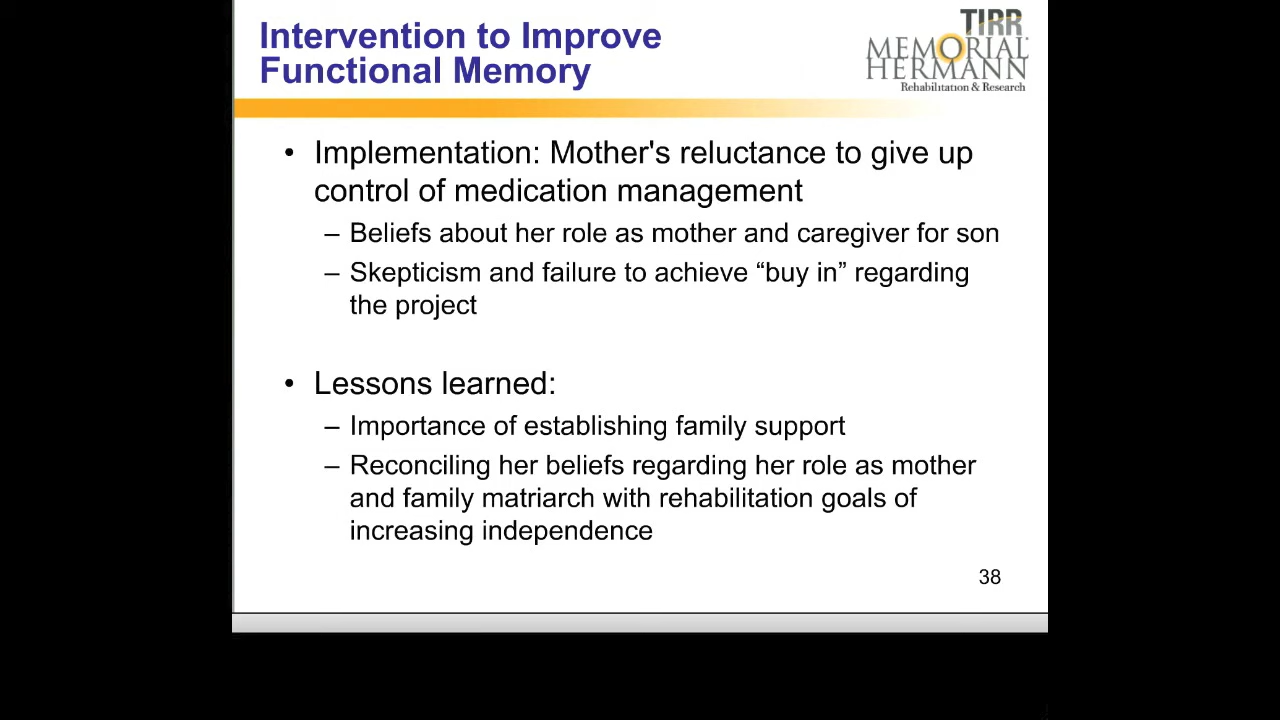 Intervention to Improve
Functional Memory
TIRR
MEMORIAL
HERMANN
Rehabilitation & Research
• Implementation: Mother's reluctance to give up
control of medication management
– Beliefs about her role as mother and caregiver for son
– Skepticism and failure to achieve “buy in” regarding
the project
• Lessons learned:
– Importance of establishing family support
– Reconciling her beliefs regarding her role as mother
and family matriarch with rehabilitation goals of
increasing independence
38